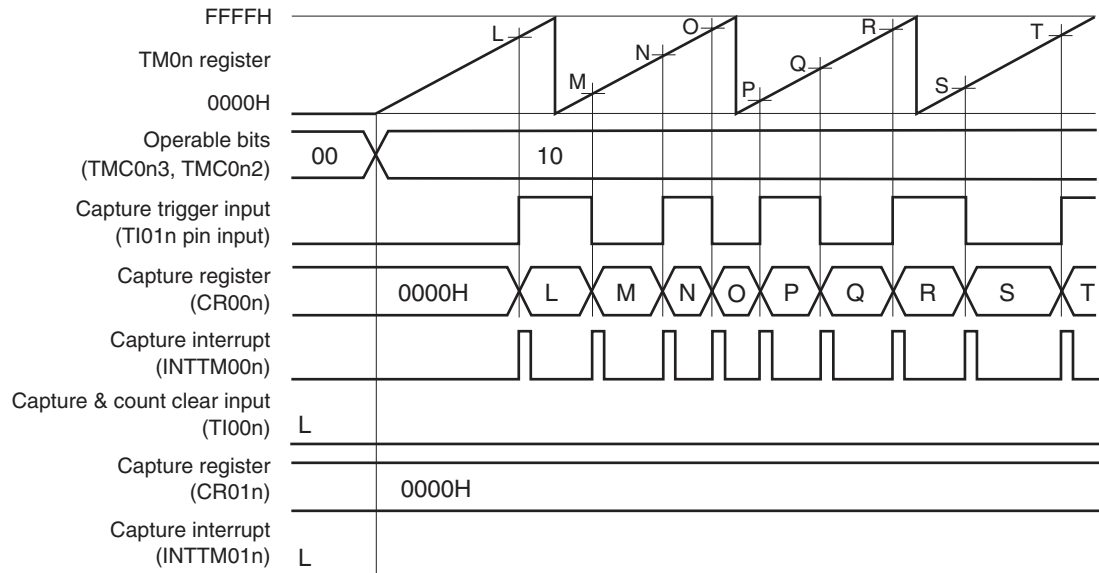 FFFFH
TM0n register
0000H
L M N O P Q R S T
Operable bits
(TMC0n3, TMC0n2)
00 10
Capture trigger input
(TI01n pin input)
Capture register
(CR00n)
0000H L M N O P Q R S T
Capture interrupt
(INTTM00n)
Capture & count clear input
(TI00n)
L
Capture register
(CR01n)
0000H
Capture interrupt
(INTTM01n)
L